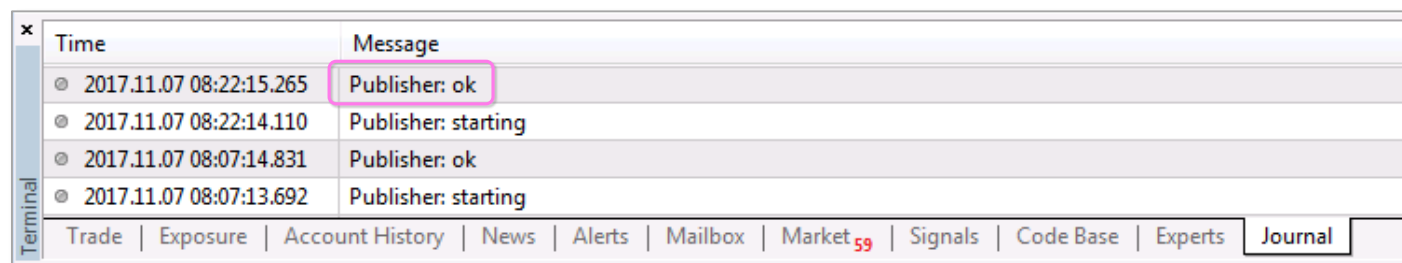 x
Time Message
2017.11.07 08:22:15.265 Publisher: ok
2017.11.07 08:22:14.110 Publisher: starting
2017.11.07 08:07:14.831 Publisher: ok
2017.11.07 08:07:13.692 Publisher: starting
Terminal
Trade | Exposure | Account History | News | Alerts | Mailbox | Market 59 | Signals | Code Base | Experts Journal